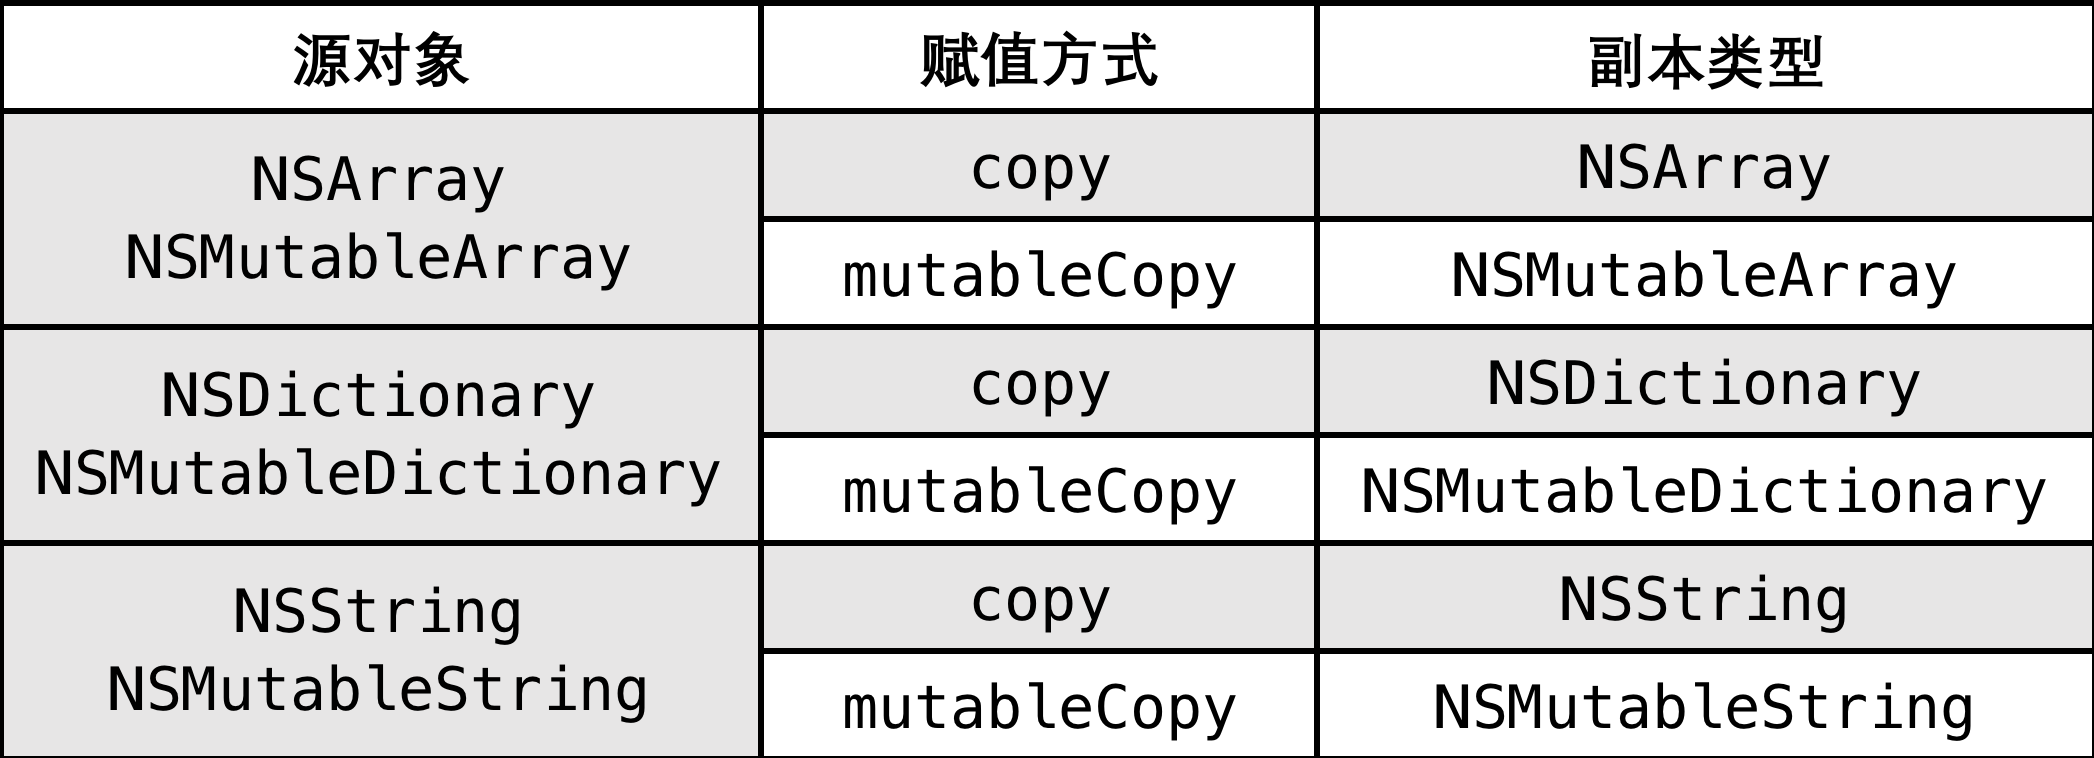 源对象
赋值方式
副本类型
NSArray
NSMutableArray
copy
NSArray
mutableCopy
NSMutableArray
NSDictionary
NSMutableDictionary
copy
NSDictionary
mutableCopy
NSMutableDictionary
NSString
NSMutableString
copy
NSString
mutableCopy
NSMutableString